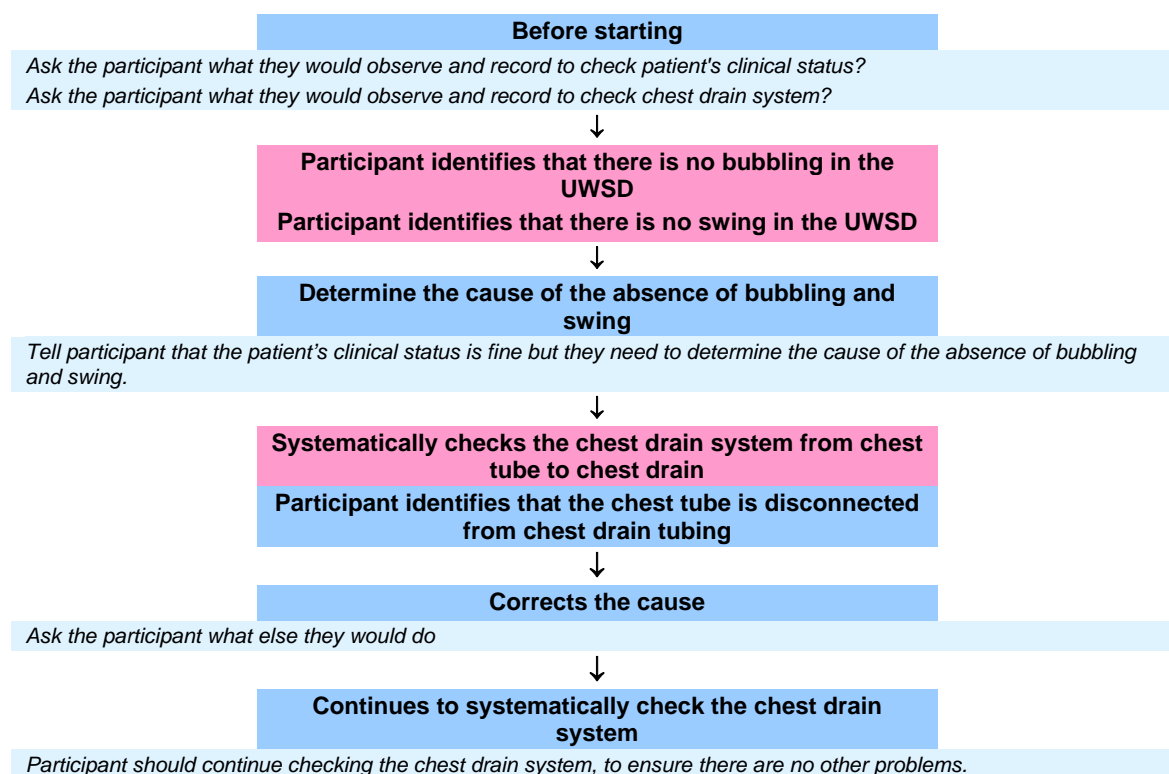 Before starting
Ask the participant what they would observe and record to check patient's clinical status?
Ask the participant what they would observe and record to check chest drain system?
↓
Participant identifies that there is no bubbling in the
UWSD
Participant identifies that there is no swing in the UWSD
↓
Determine the cause of the absence of bubbling and
swing
Tell participant that the patient’s clinical status is fine but they need to determine the cause of the absence of bubbling
and swing.
↓
Systematically checks the chest drain system from chest
tube to chest drain
Participant identifies that the chest tube is disconnected
from chest drain tubing
↓
Corrects the cause
Ask the participant what else they would do
↓
Continues to systematically check the chest drain
system
Participant should continue checking the chest drain system, to ensure there are no other problems.